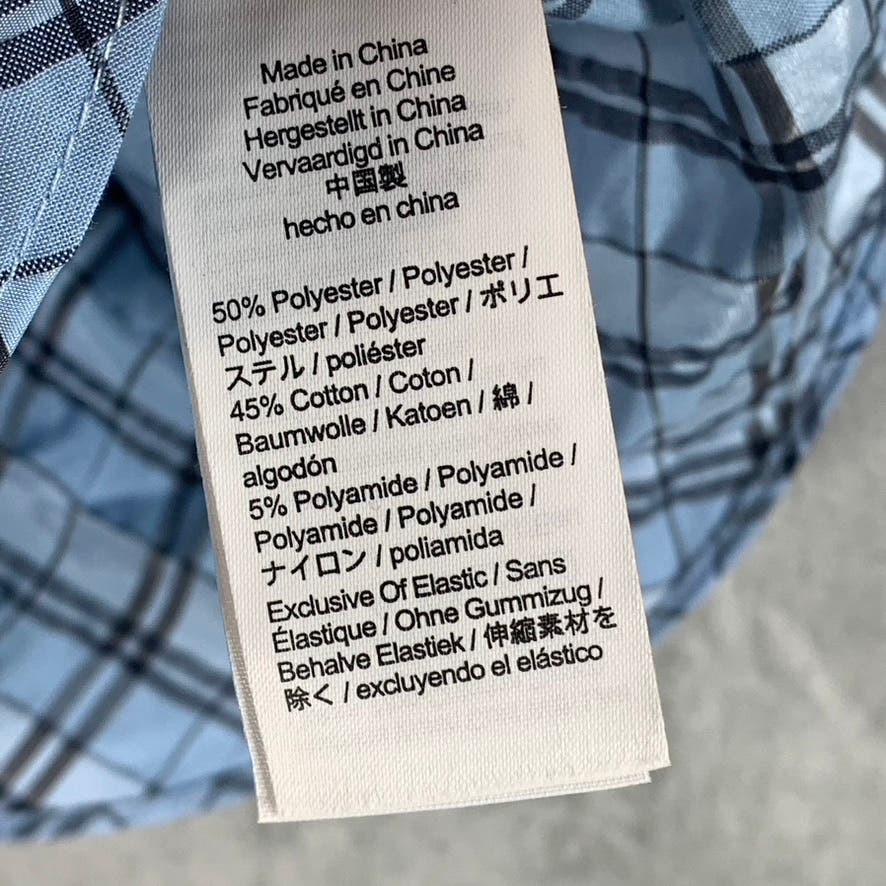 Made in China
Fabriqué en Chine
Hergestellt in China
Vervaardigd in China
中国製
hecho en china
50% Polyester / Polyester /
Polyester / Polyester / ポリエ
ステル / poliéster
45% Cotton / Coton /
Baumwolle / Katoen / 綿 /
algodón
5% Polyamide / Polyamide /
Polyamide / Polyamide /
ナイロン / poliamida
Exclusive Of Elastic / Sans
Élastique / Ohne Gummizug /
Behalve Elastiek / 伸縮素材を
除く / excluyendo el elástico